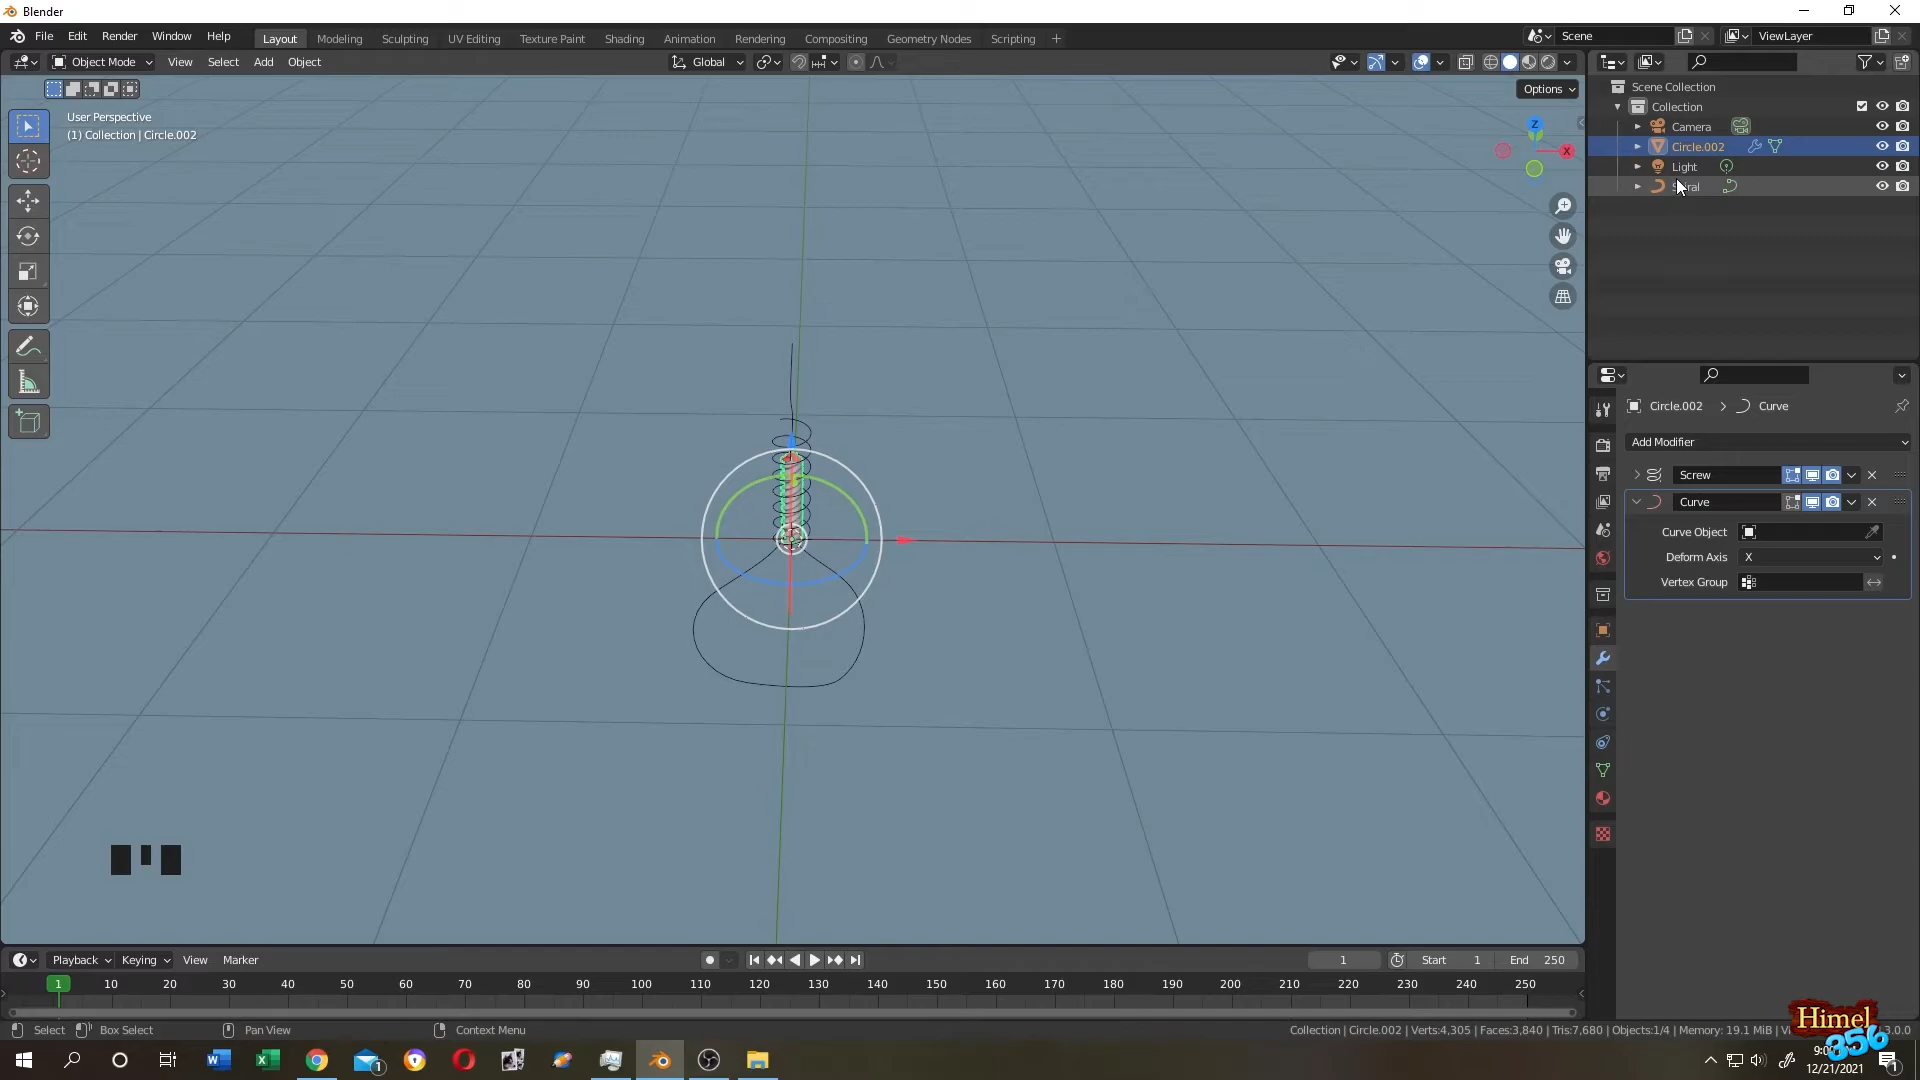 Blender
File Edit Render Window Help
Layout Modeling Sculpting UV Editing Texture Paint Shading Animation Rendering Compositing Geometry Nodes Scripting
Scene
ViewLayer
Object Mode View Select Add Object
Global
Options
User Perspective
(1) Collection | Circle.002
Z
X
Scene Collection
Collection
Camera
Circle.002
Light
Circle.002 Curve
Add Modifier
Screw
Curve
Curve Object
Deform Axis X
Vertex Group
Playback Keying View Marker
1 Start 1 End 250
1 10 20 30 40 50 60 70 80 90 100 110 120 130 140 150 160 170 180 190 200 210 220 230 240 250
Select Box Select Pan View Context Menu
Collection | Circle.002 | Verts:4,305 | Faces:3,840 | Tris:7,680 | Objects:1/4 | Memory: 19.1 MiB
Himel
356
12/21/2021
1
1